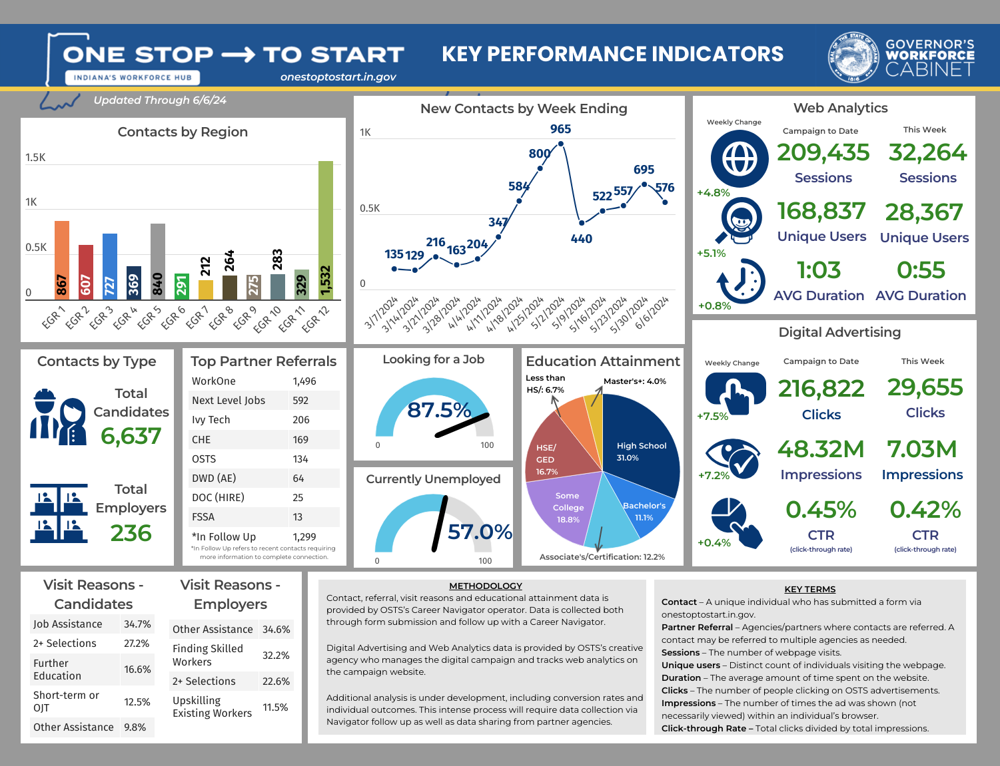 ONE STOP → TO START
INDIANA'S WORKFORCE HUB
onestoptostart.in.gov
KEY PERFORMANCE INDICATORS
SEAL OF THE STATE OF INDIANA
1816
GOVERNOR'S
WORKFORCE
CABINET
Updated Through 6/6/24
Contacts by Region
1.5K
1K
0.5K
0
867
607
727
369
840
291
212
264
275
283
329
1,532
EGR 1
EGR 2
EGR 3
EGR 4
EGR 5
EGR 6
EGR 7
EGR 8
EGR 9
EGR 10
EGR 11
EGR 12
New Contacts by Week Ending
1K
0.5K
0
135
129
216
163
204
347
584
800
965
440
522
557
695
576
3/7/2024
3/14/2024
3/21/2024
3/28/2024
4/4/2024
4/11/2024
4/18/2024
4/25/2024
5/2/2024
5/9/2024
5/16/2024
5/23/2024
5/30/2024
6/6/2024
Web Analytics
Weekly Change
Campaign to Date
This Week
209,435
32,264
Sessions
Sessions
+4.8%
168,837
28,367
Unique Users
Unique Users
+5.1%
1:03
0:55
AVG Duration
AVG Duration
+0.8%
Contacts by Type
Total
Candidates
6,637
Total
Employers
236
Top Partner Referrals
WorkOne 1,496
Next Level Jobs 592
Ivy Tech 206
CHE 169
OSTS 134
DWD (AE) 64
DOC (HIRE) 25
FSSA 13
*In Follow Up 1,299
*In Follow Up refers to recent contacts requiring
more information to complete connection.
Looking for a Job
87.5%
0
100
Currently Unemployed
57.0%
0
100
Education Attainment
Less than
HS/: 6.7%
Master's+: 4.0%
High School
31.0%
HSE/
GED
16.7%
Some
College
18.8%
Bachelor's
11.1%
Associate's/Certification: 12.2%
Digital Advertising
Weekly Change
Campaign to Date
This Week
216,822
29,655
Clicks
Clicks
+7.5%
48.32M
7.03M
Impressions
Impressions
+7.2%
0.45%
0.42%
CTR
CTR
(click-through rate)
(click-through rate)
+0.4%
Visit Reasons -
Candidates
Job Assistance 34.7%
2+ Selections 27.2%
Further
Education 16.6%
Short-term or
OJT 12.5%
Other Assistance 9.8%
Visit Reasons -
Employers
Other Assistance 34.6%
Finding Skilled
Workers 32.2%
2+ Selections 22.6%
Upskilling
Existing Workers 11.5%
METHODOLOGY
Contact, referral, visit reasons and educational attainment data is
provided by OSTS's Career Navigator operator. Data is collected both
through form submission and follow up with a Career Navigator.
Digital Advertising and Web Analytics data is provided by OSTS's creative
agency who manages the digital campaign and tracks web analytics on
the campaign website.
Additional analysis is under development, including conversion rates and
individual outcomes. This intense process will require data collection via
Navigator follow up as well as data sharing from partner agencies.
KEY TERMS
Contact – A unique individual who has submitted a form via
onestoptostart.in.gov.
Partner Referral – Agencies/partners where contacts are referred. A
contact may be referred to multiple agencies as needed.
Sessions – The number of webpage visits.
Unique users – Distinct count of individuals visiting the webpage.
Duration – The average amount of time spent on the website.
Clicks – The number of people clicking on OSTS advertisements.
Impressions – The number of times the ad was shown (not
necessarily viewed) within an individual's browser.
Click-through Rate – Total clicks divided by total impressions.